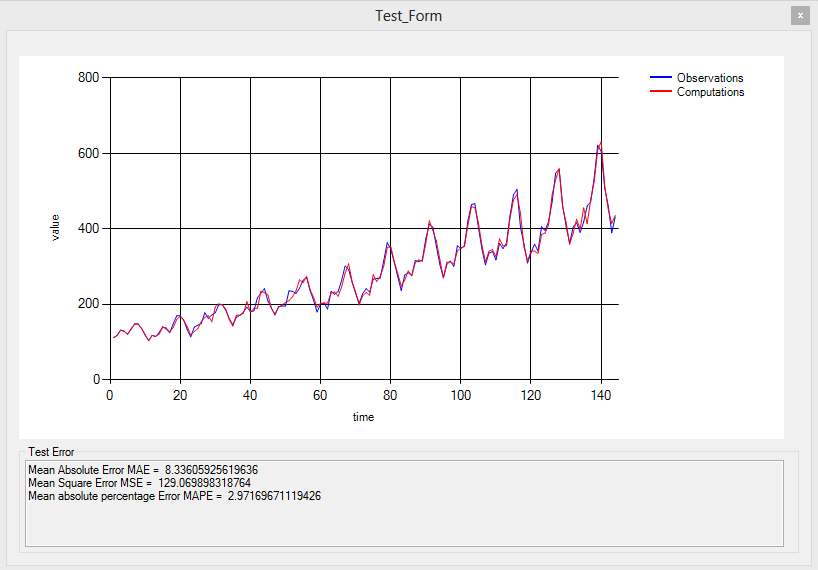 Test_Form
x
800
600
400
200
0
0 20 40 60 80 100 120 140
value
time
Observations
Computations
Test Error
Mean Absolute Error MAE = 8.33605925619636
Mean Square Error MSE = 129.069898318764
Mean absolute percentage Error MAPE = 2.97169671119426